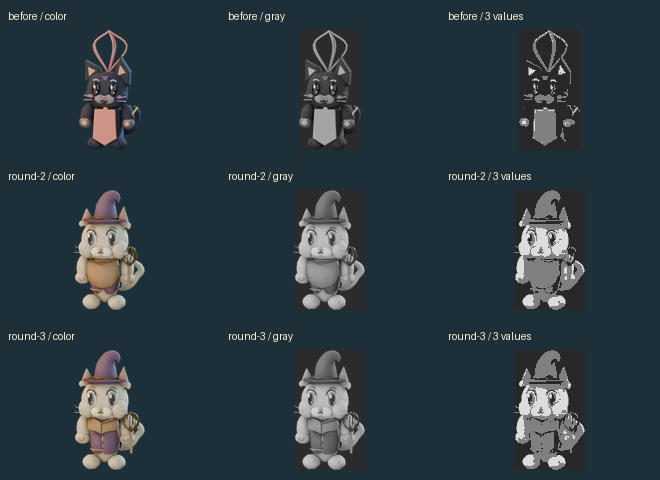 before / color
before / gray
before / 3 values
round-2 / color
round-2 / gray
round-2 / 3 values
round-3 / color
round-3 / gray
round-3 / 3 values